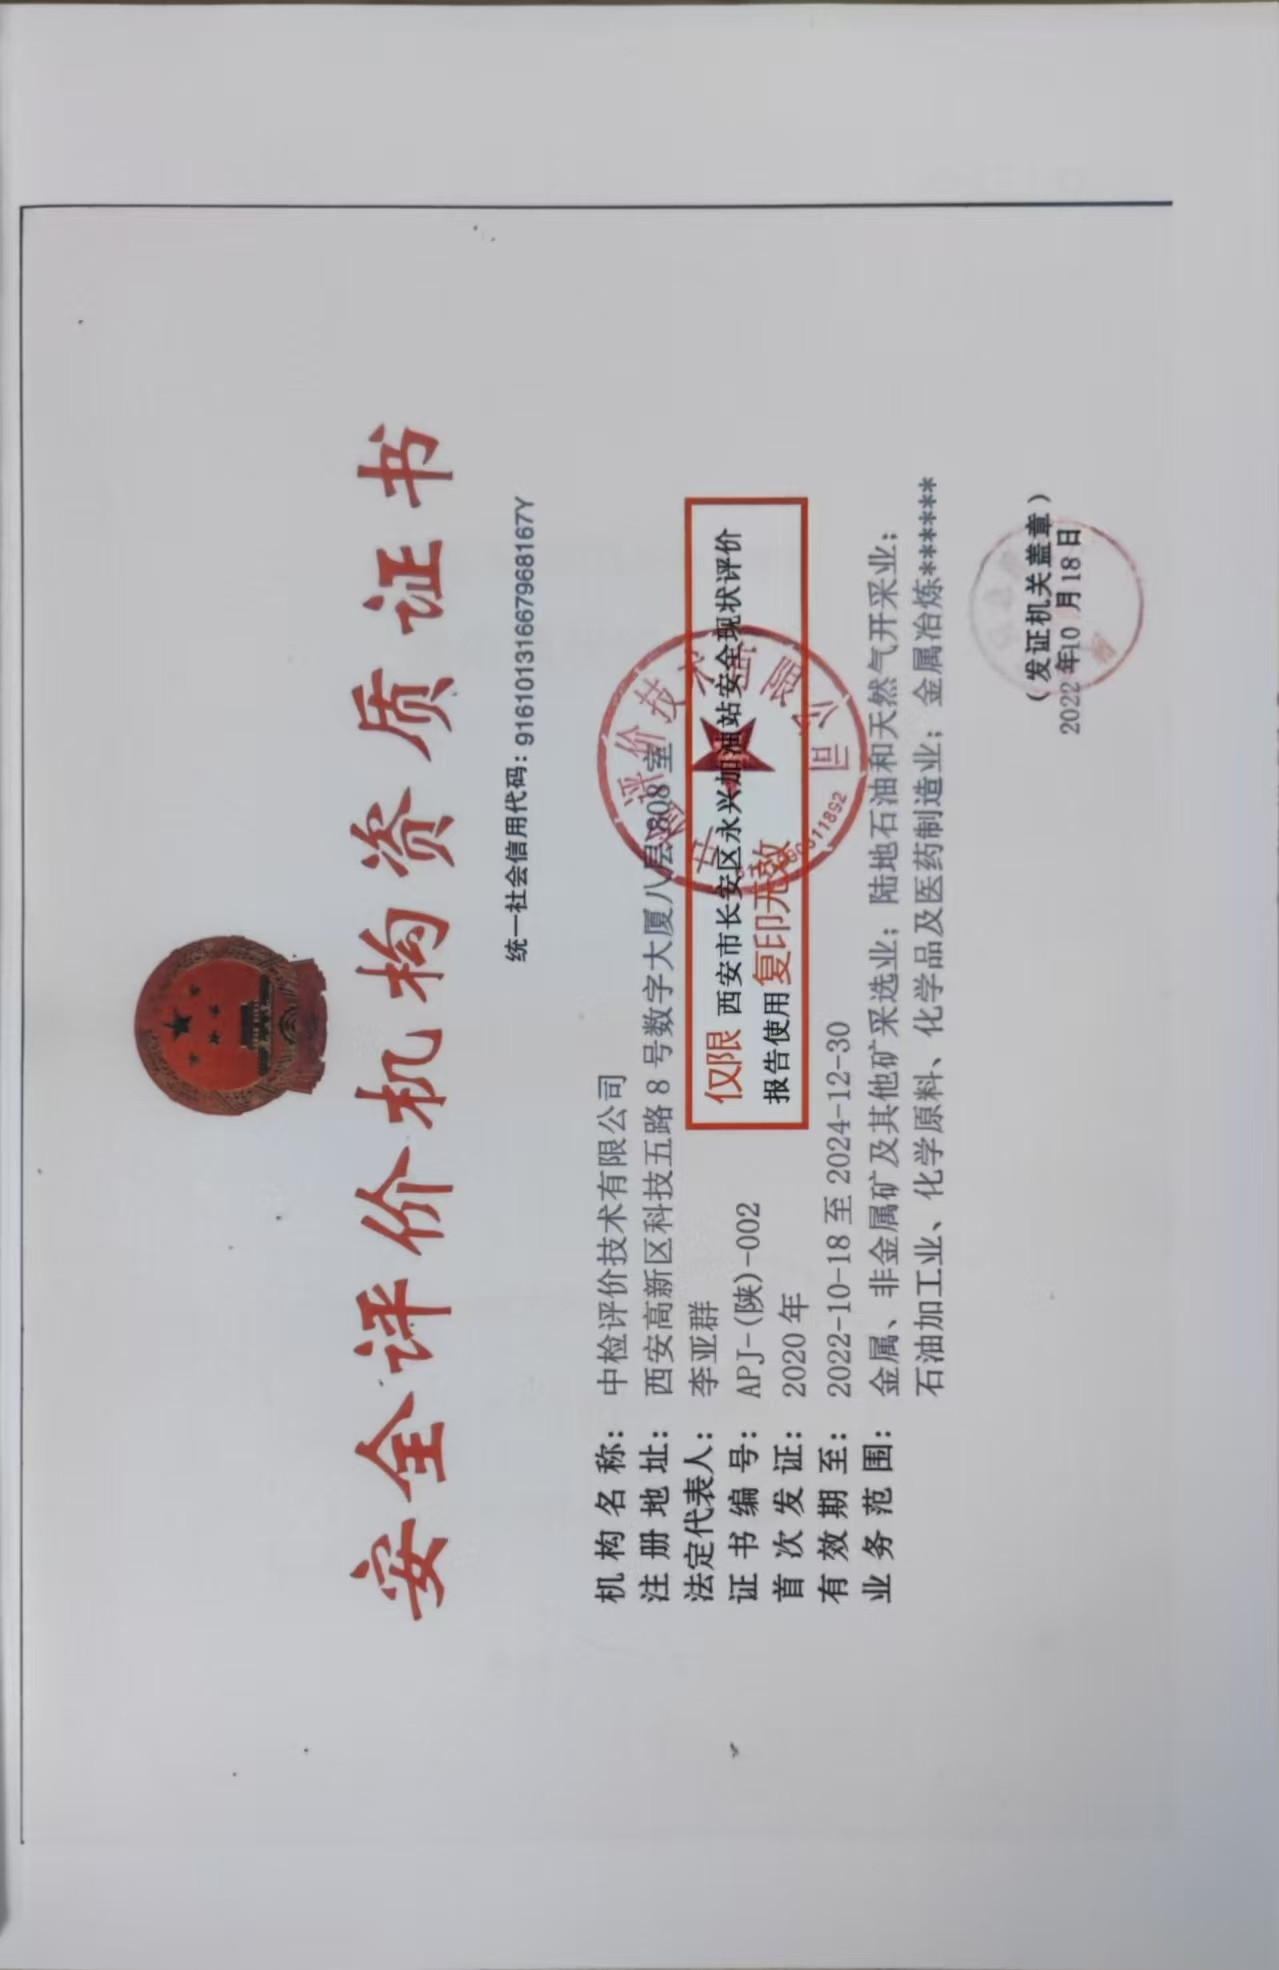 安全评价机构资质证书
统一社会信用代码：91610131667968167Y
机构名称：中检评价技术有限公司
注册地址：西安高新区科技五路8号数字大厦八层808室
法定代表人：李亚群
证书编号：APJ-(陕)-002
首次发证：2020年
有效期至：2022-10-18至2024-12-30
业务范围：金属、非金属矿及其他矿采选业；陆地石油和天然气开采业；
石油加工业、化学原料、化学品及医药制造业；金属冶炼******
仅限 西安市长安区永兴加油站安全现状评价
报告使用 复印无效
评价技术有限公司
（发证机关盖章）
2022年10月18日